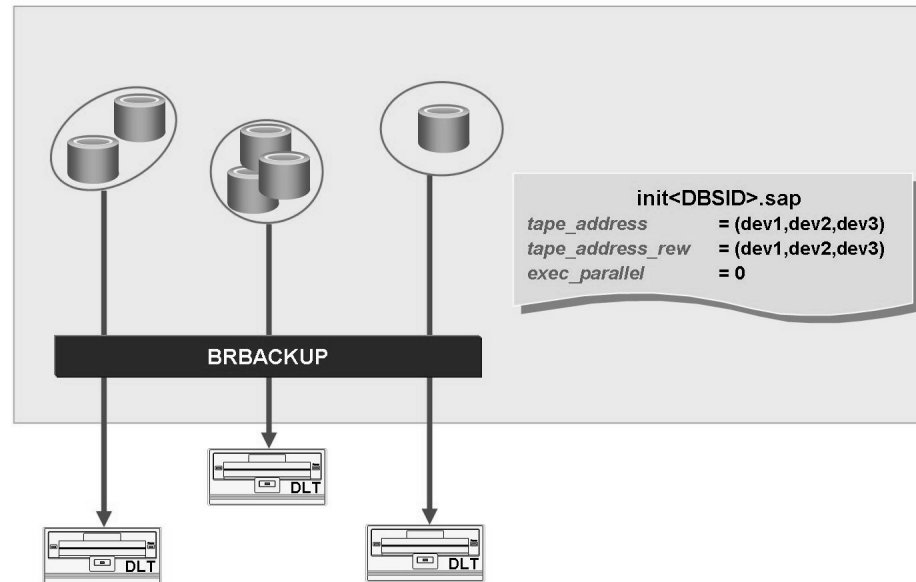 init<DBSID>.sap
tape_address = (dev1,dev2,dev3)
tape_address_rew = (dev1,dev2,dev3)
exec_parallel = 0
BRBACKUP
DLT
DLT
DLT